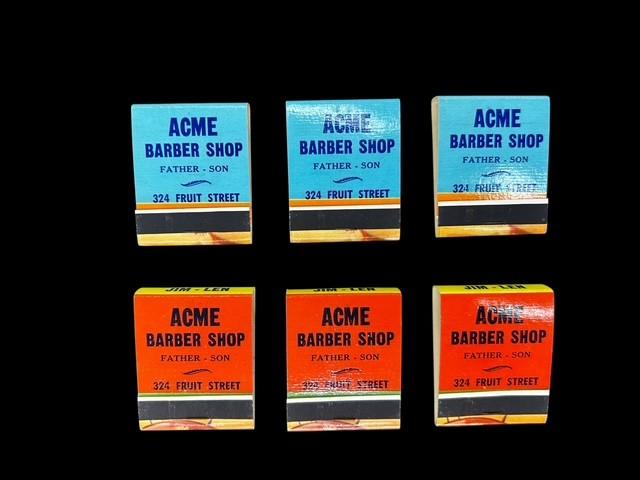 ACME
BARBER SHOP
FATHER - SON
324 FRUIT STREET
ACME
BARBER SHOP
FATHER - SON
324 FRUIT STREET
ACME
BARBER SHOP
FATHER - SON
324 FRUIT STREET
JIM - LEN
ACME
BARBER SHOP
FATHER - SON
324 FRUIT STREET
JIM - LEN
ACME
BARBER SHOP
FATHER - SON
324 FRUIT STREET
JIM - LEN
ACME
BARBER SHOP
FATHER - SON
324 FRUIT STREET